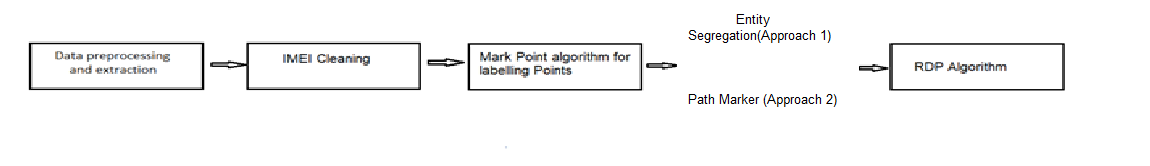 Data preprocessing
and extraction
IMEI Cleaning
Mark Point algorithm for
labelling Points
Entity
Segregation(Approach 1)
Path Marker (Approach 2)
RDP Algorithm